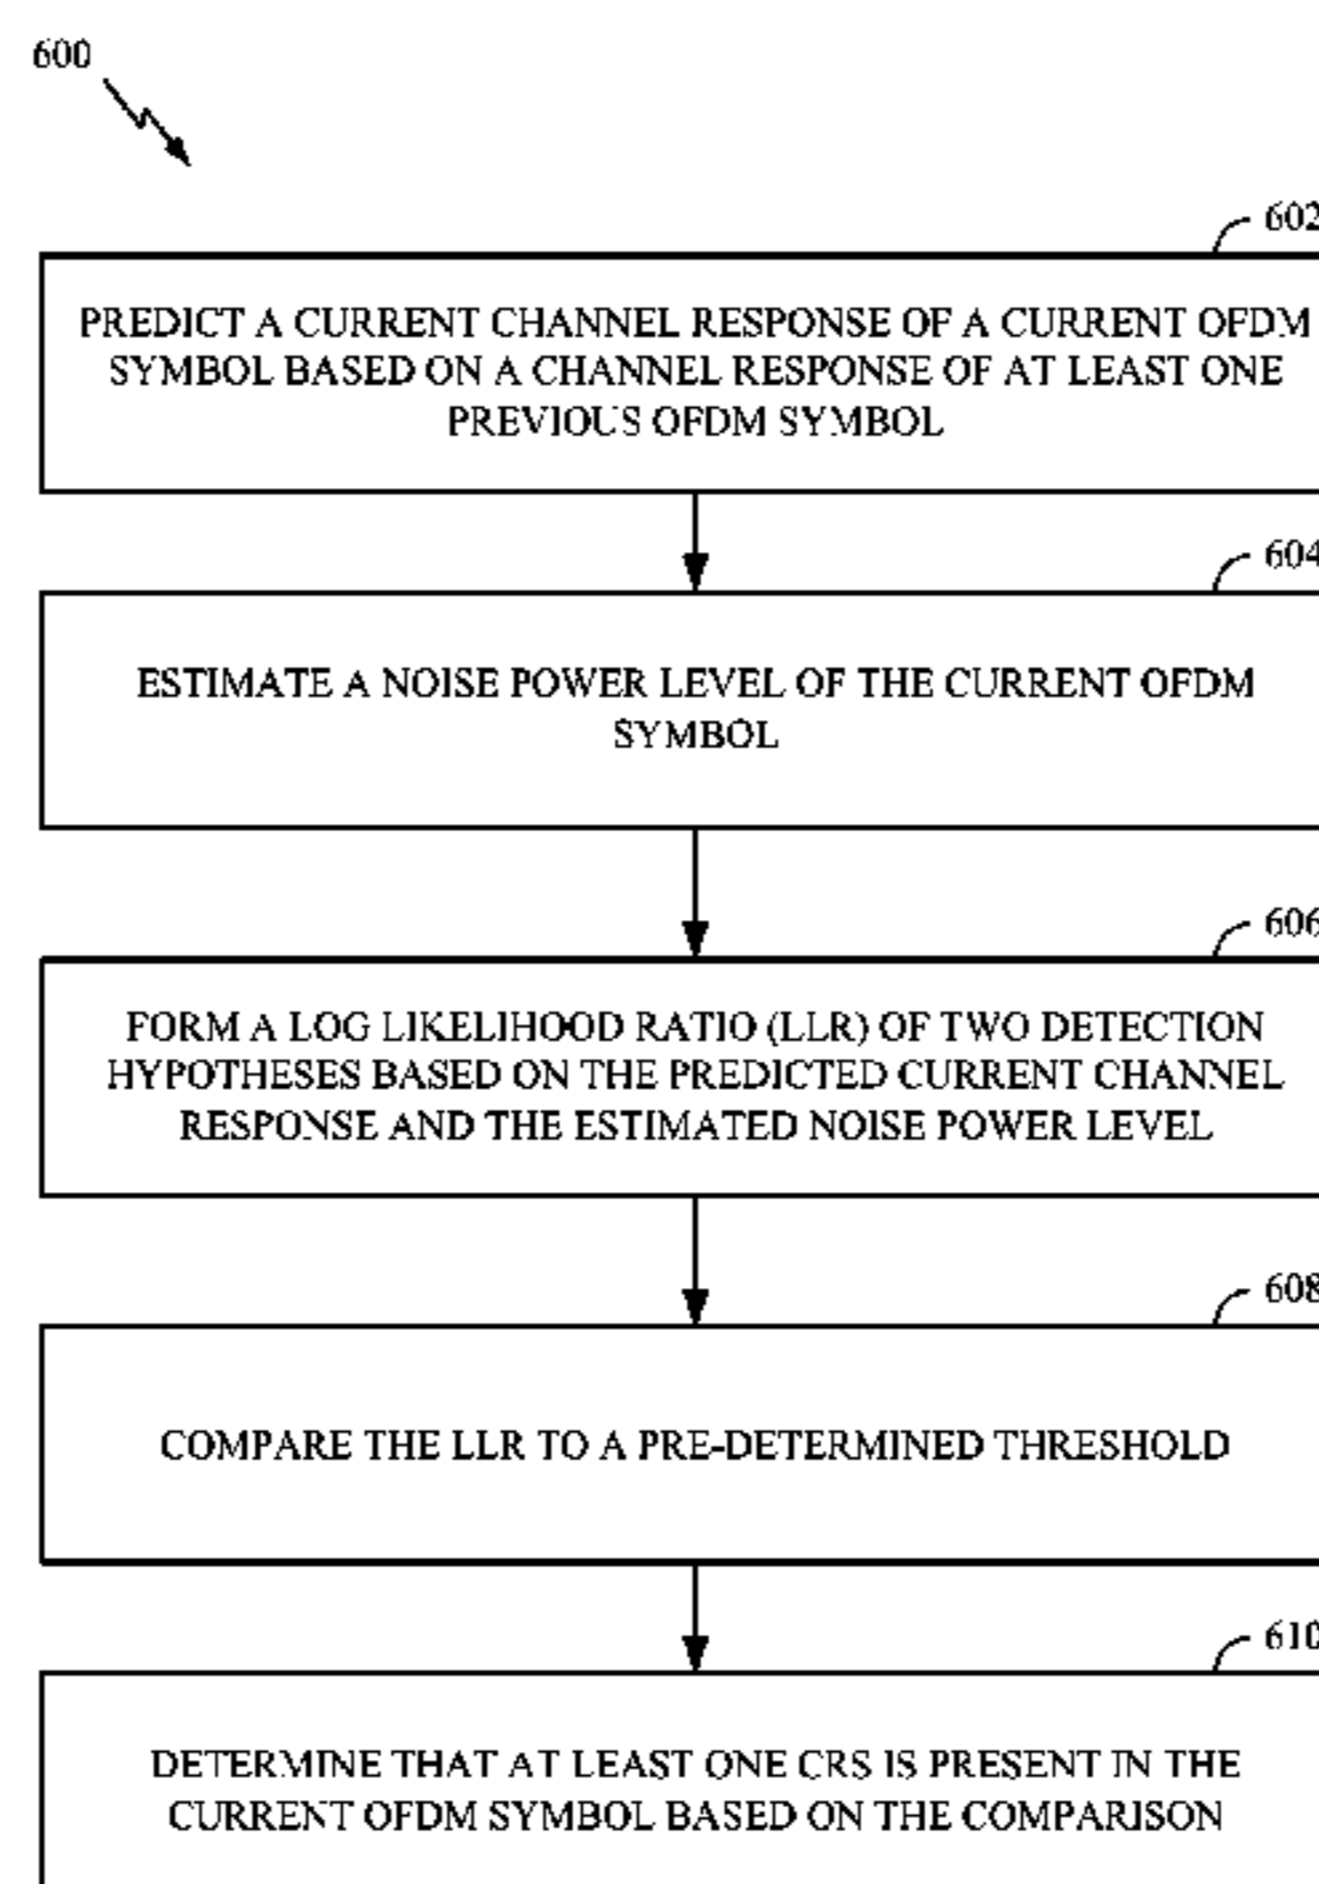 600
602
PREDICT A CURRENT CHANNEL RESPONSE OF A CURRENT OFDM
SYMBOL BASED ON A CHANNEL RESPONSE OF AT LEAST ONE
PREVIOUS OFDM SYMBOL
604
ESTIMATE A NOISE POWER LEVEL OF THE CURRENT OFDM
SYMBOL
606
FORM A LOG LIKELIHOOD RATIO (LLR) OF TWO DETECTION
HYPOTHESES BASED ON THE PREDICTED CURRENT CHANNEL
RESPONSE AND THE ESTIMATED NOISE POWER LEVEL
608
COMPARE THE LLR TO A PRE-DETERMINED THRESHOLD
610
DETERMINE THAT AT LEAST ONE CRS IS PRESENT IN THE
CURRENT OFDM SYMBOL BASED ON THE COMPARISON